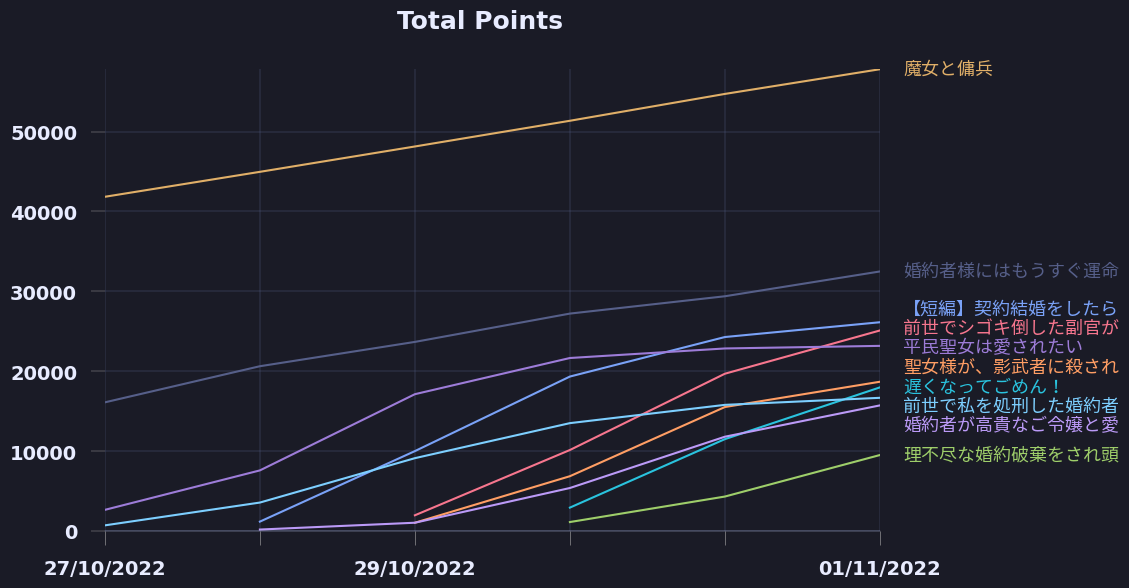 Total Points
魔女と傭兵
50000
40000
婚約者様にはもうすぐ運命
30000
【短編】契約結婚をしたら
前世でシゴキ倒した副官が
平民聖女は愛されたい
20000
聖女様が、影武者に殺され
遅くなってごめん！
前世で私を処刑した婚約者
婚約者が高貴なご令嬢と愛
10000
理不尽な婚約破棄をされ頭
0
27/10/2022
29/10/2022
01/11/2022